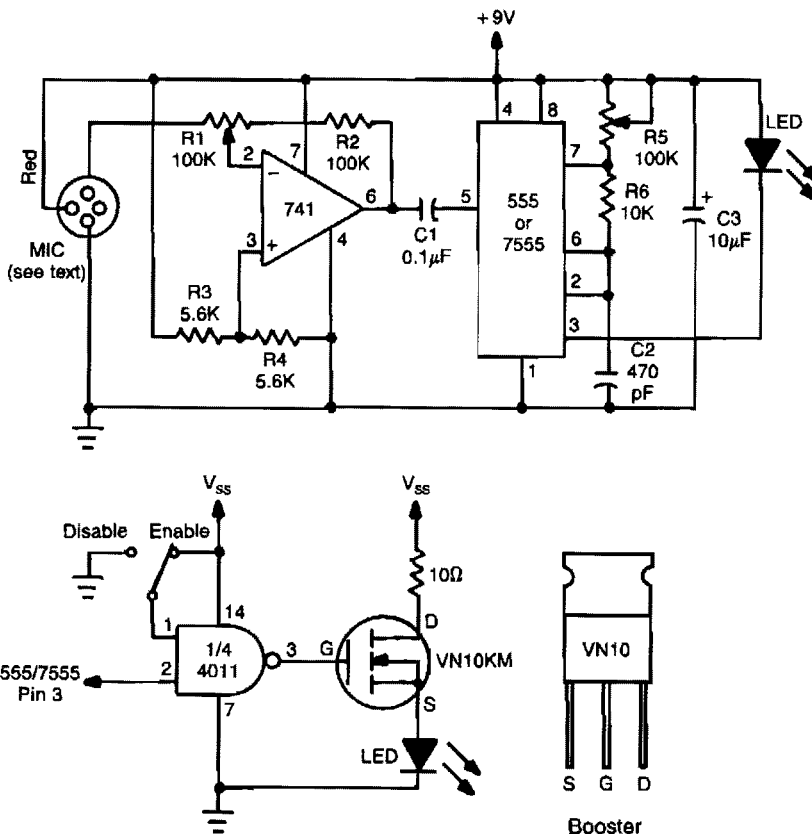 +9V
Red
R1
100K
R2
100K
2
7
−
741
6
3
+
4
MIC
(see text)
R3
5.6K
R4
5.6K
C1
0.1µF
5
4
8
555
or
7555
7
6
2
3
1
R5
100K
R6
10K
C2
470
pF
+
C3
10µF
LED
Vss
Disable
Enable
14
1
2
1/4
4011
3
7
555/7555
Pin 3
Vss
10Ω
D
G
VN10KM
S
LED
VN10
S G D
Booster